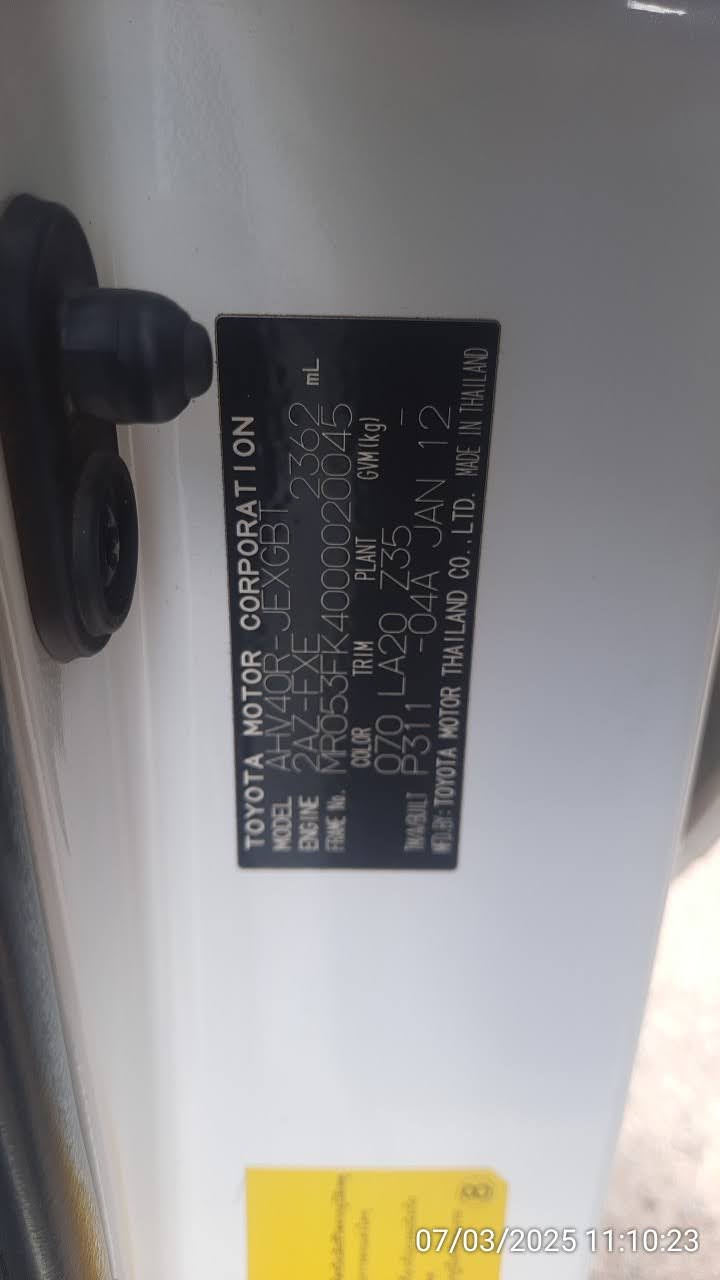 TOYOTA MOTOR CORPORATION
MODEL AHV40R-JEXGBT
ENGINE 2AZ-FXE 2362 mL
FRAME No. MR053FK4000020045
COLOR TRIM PLANT GVM(kg)
070 LA20 Z35 -
TM/A/BUILT P311 -04A JAN 12
MFD.BY:TOYOTA MOTOR THAILAND CO.,LTD. MADE IN THAILAND
07/03/2025 11:10:23